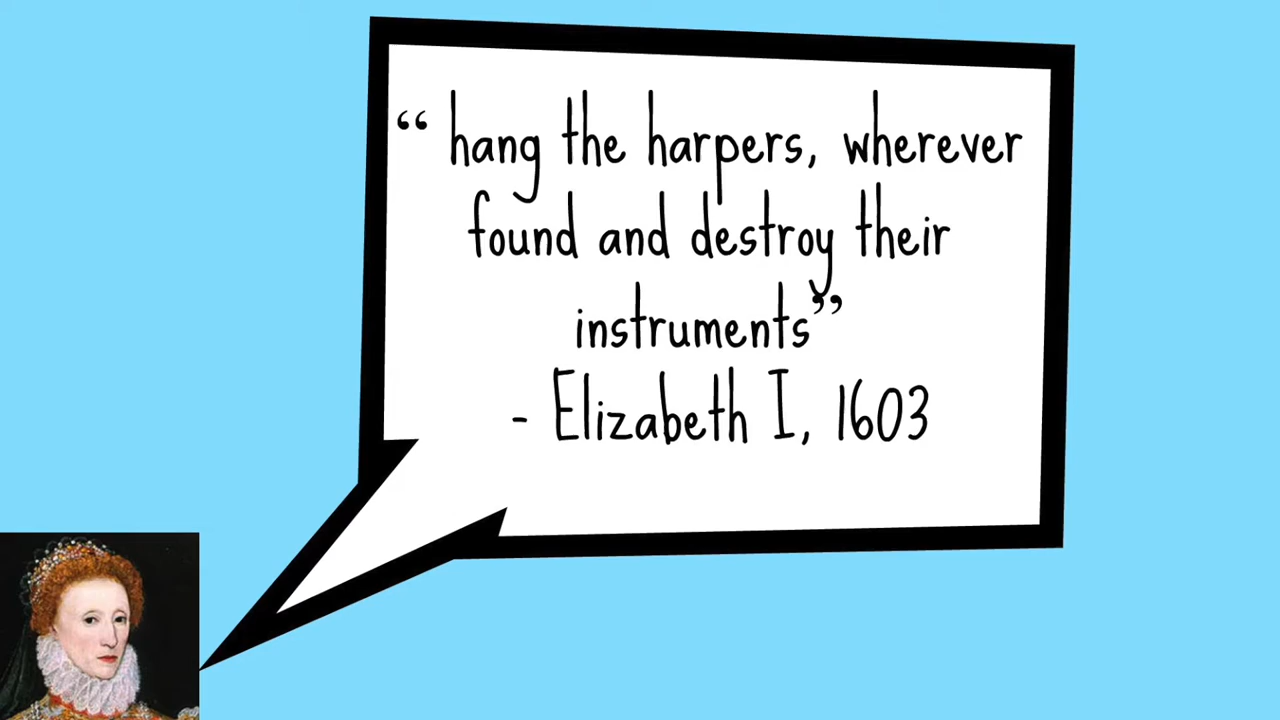 “ hang the harpers, wherever
found and destroy their
instruments”
- Elizabeth I, 1603